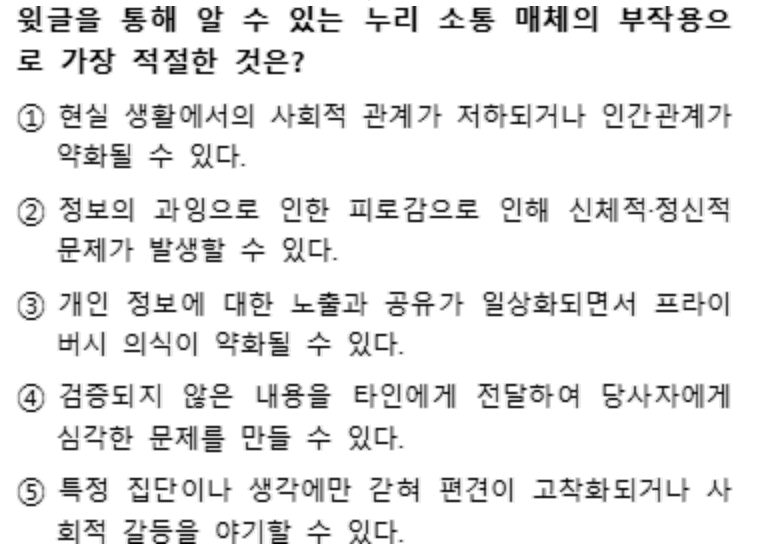 윗글을 통해 알 수 있는 누리 소통 매체의 부작용으
로 가장 적절한 것은?
① 현실 생활에서의 사회적 관계가 저하되거나 인간관계가
약화될 수 있다.
② 정보의 과잉으로 인한 피로감으로 인해 신체적·정신적
문제가 발생할 수 있다.
③ 개인 정보에 대한 노출과 공유가 일상화되면서 프라이
버시 의식이 약화될 수 있다.
④ 검증되지 않은 내용을 타인에게 전달하여 당사자에게
심각한 문제를 만들 수 있다.
⑤ 특정 집단이나 생각에만 갇혀 편견이 고착화되거나 사
회적 갈등을 야기할 수 있다.